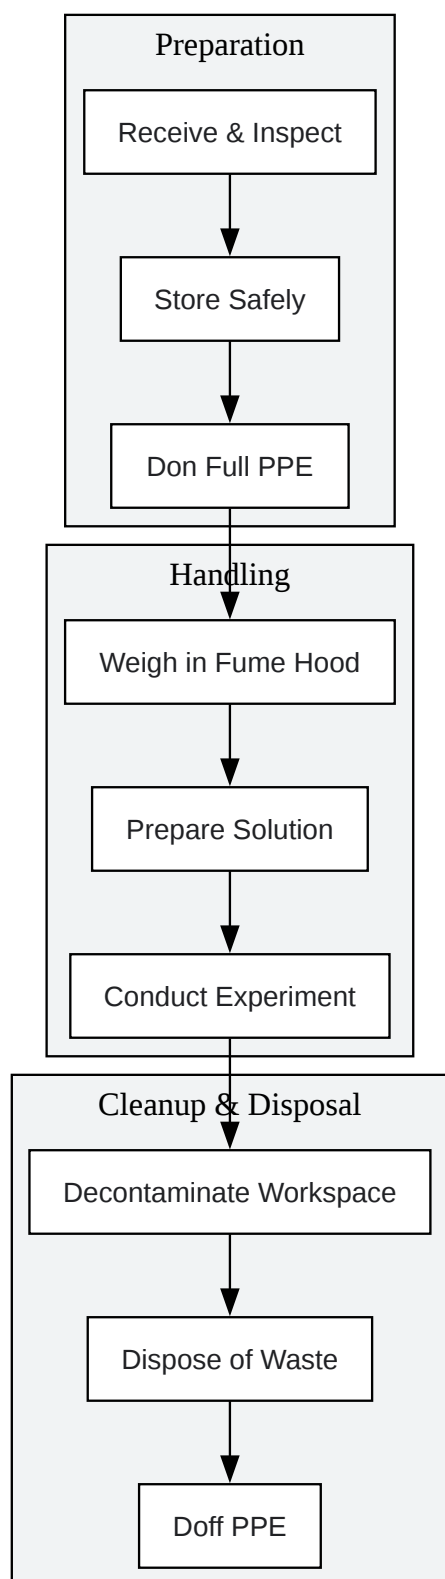 Preparation
Receive & Inspect
Store Safely
Don Full PPE
Handling
Weigh in Fume Hood
Prepare Solution
Conduct Experiment
Cleanup & Disposal
Decontaminate Workspace
Dispose of Waste
Doff PPE